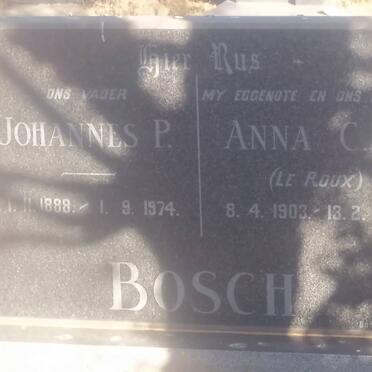 Hier Rus
ONS VADER
JOHANNES P.
1.11.1888 - 1.9.1974.
MY EGGENOTE EN ONS
ANNA C.
(LE ROUX)
8.4.1903 - 13.2.
BOSCH